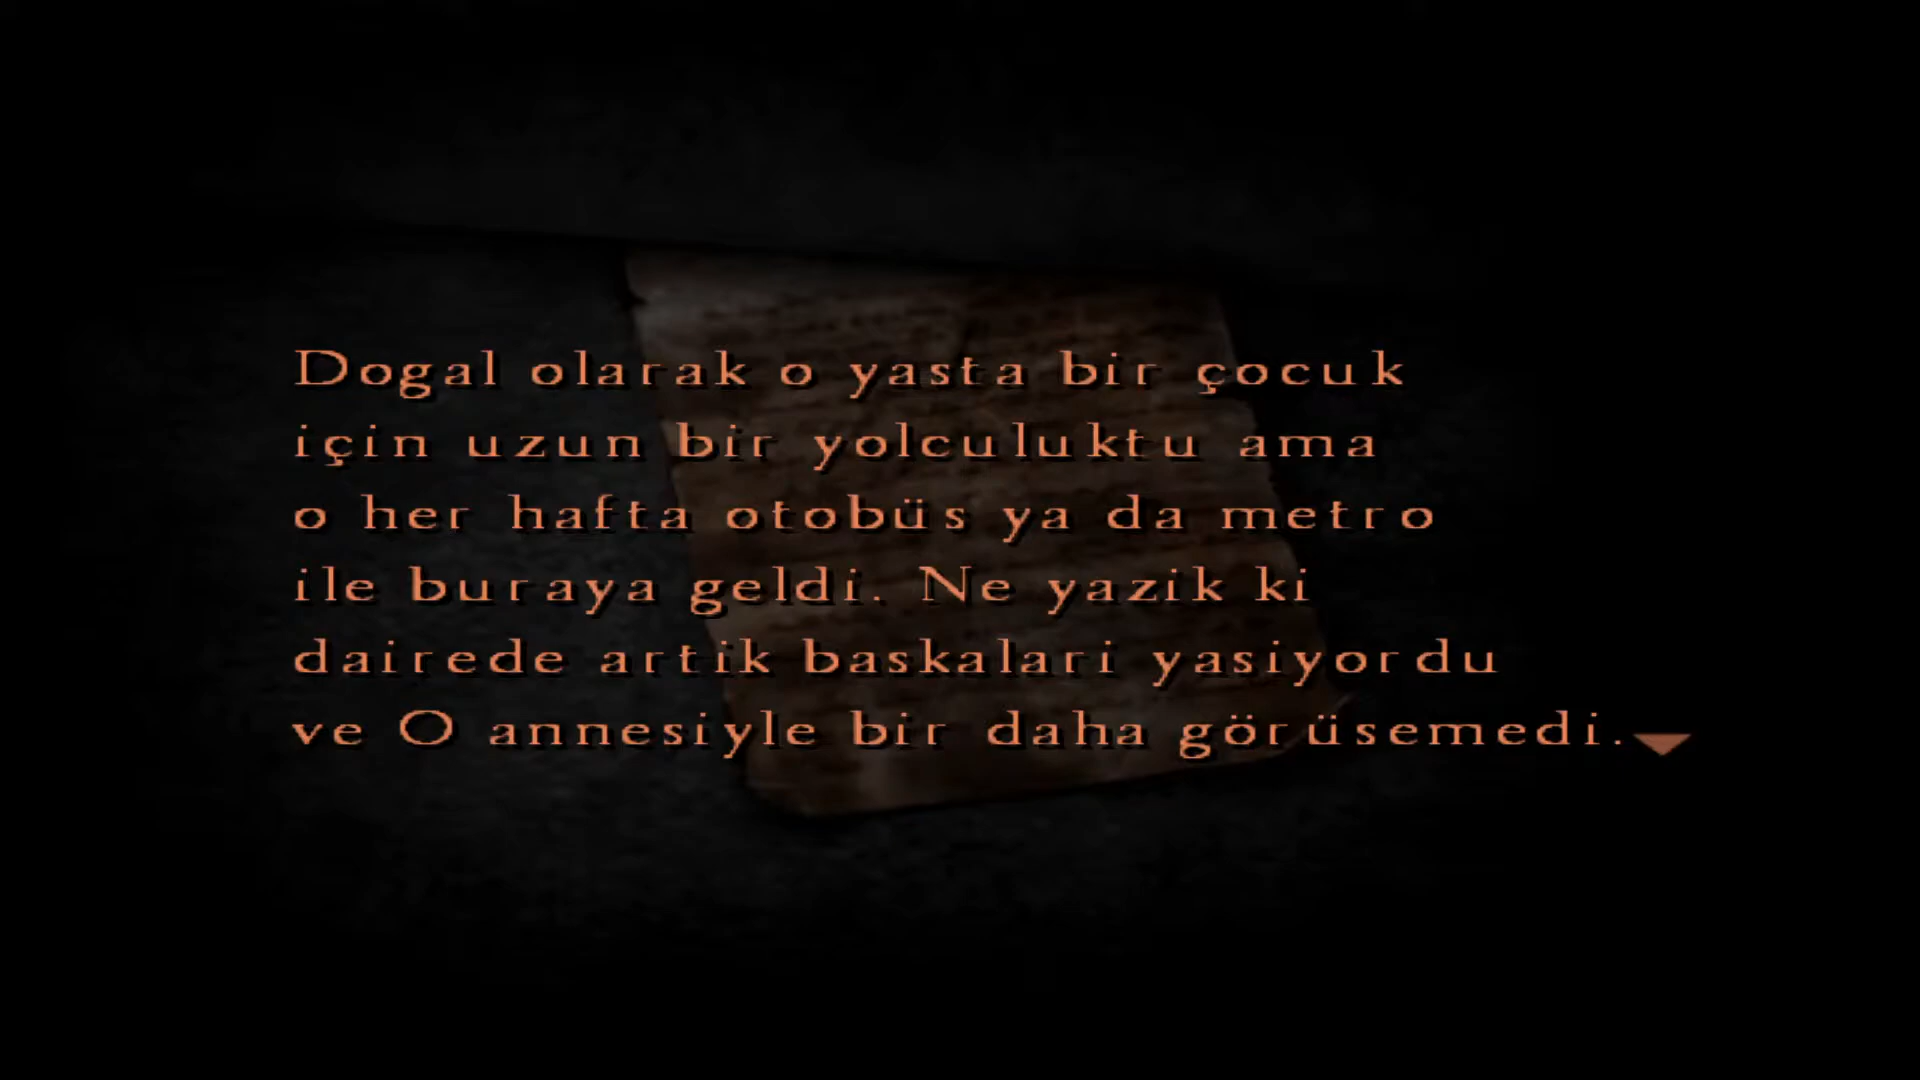 Dogal olarak o yasta bir çocuk
için uzun bir yolculuktu ama
o her hafta otobüs ya da metro
ile buraya geldi. Ne yazik ki
dairede artik baskalari yasiyordu
ve O annesiyle bir daha görüsemedi.